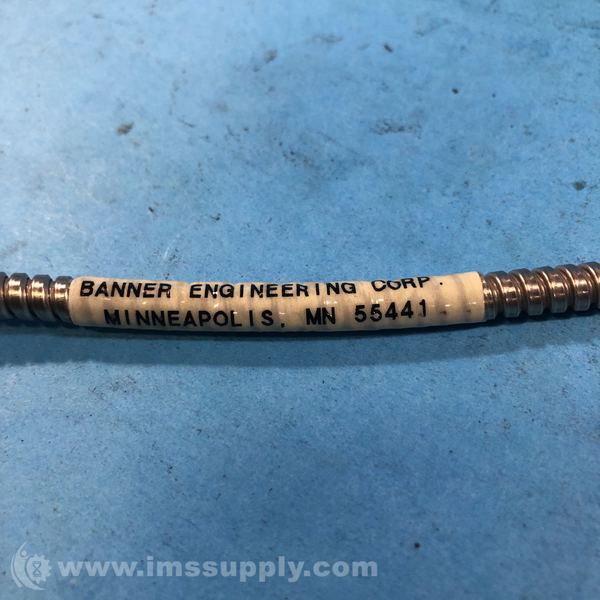 BANNER ENGINEERING CORP.
MINNEAPOLIS, MN 55441
www.imssupply.com